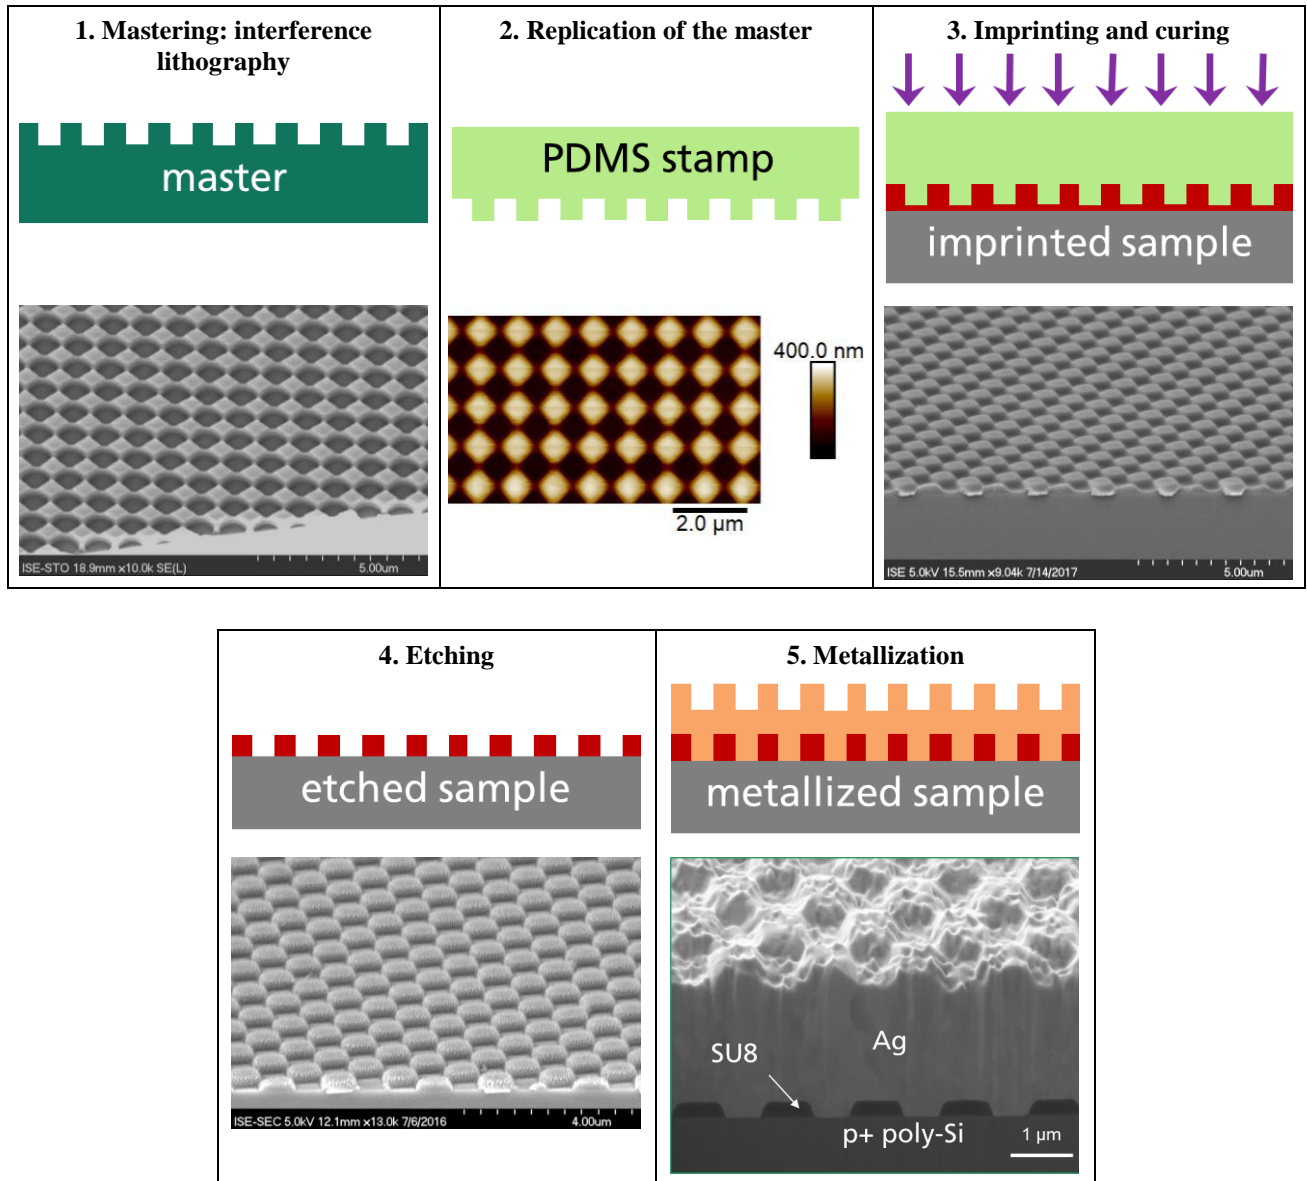 1. Mastering: interference
lithography
master
ISE-STO 18.9mm x10.0k SE(L)
5.00um
2. Replication of the master
PDMS stamp
400.0 nm
2.0 µm
3. Imprinting and curing
imprinted sample
ISE 5.0kV 15.5mm x9.04k 7/14/2017
5.00um
4. Etching
etched sample
ISE-SEC 5.0kV 12.1mm x13.0k 7/6/2016
4.00um
5. Metallization
metallized sample
Ag
SU8
p+ poly-Si
1 µm